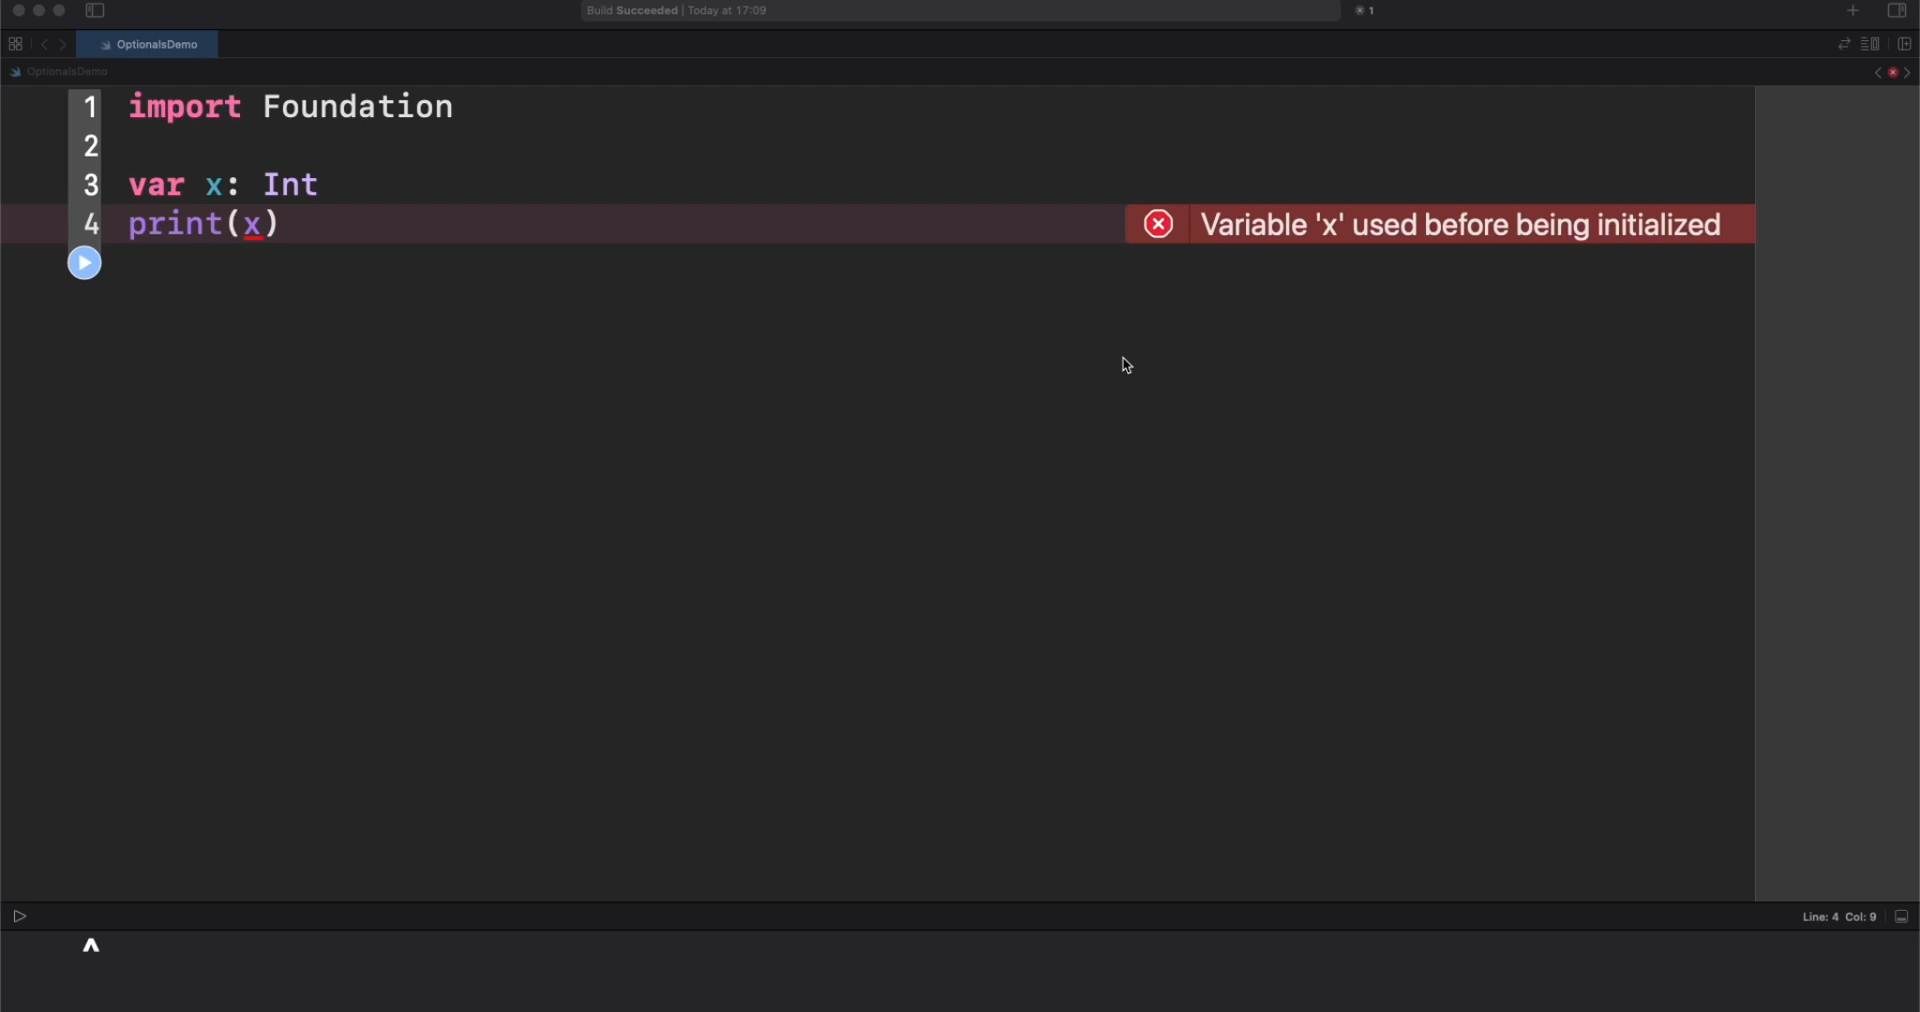 Build Succeeded | Today at 17:09
1
OptionalsDemo
OptionalsDemo
1 import Foundation
2
3 var x: Int
4 print(x)
Variable 'x' used before being initialized
Line: 4 Col: 9
^